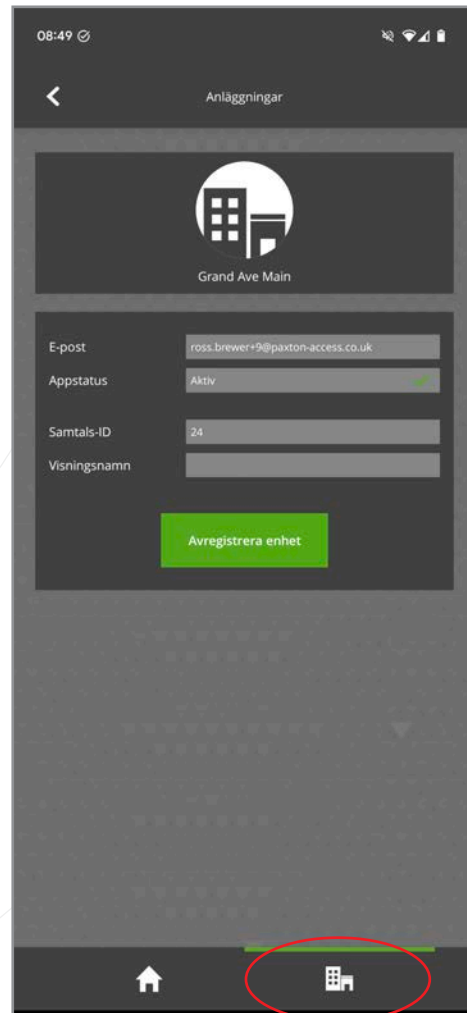 08:49
Anläggningar
Grand Ave Main
E-post
ross.brewer+9@paxton-access.co.uk
Appstatus
Aktiv
Samtals-ID
24
Visningsnamn
Avregistrera enhet